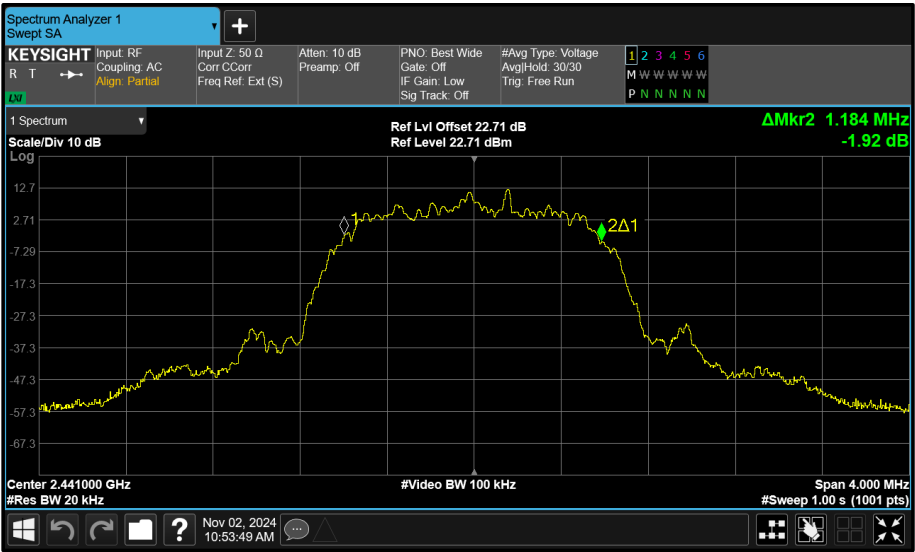 Spectrum Analyzer 1
Swept SA
+
KEYSIGHT
R T
LXI
Input: RF
Coupling: AC
Align: Partial
Input Z: 50 Ω
Corr CCorr
Freq Ref: Ext (S)
Atten: 10 dB
Preamp: Off
PNO: Best Wide
Gate: Off
IF Gain: Low
Sig Track: Off
#Avg Type: Voltage
Avg|Hold: 30/30
Trig: Free Run
1 2 3 4 5 6
M W W W W W
P N N N N N
1 Spectrum
Scale/Div 10 dB
Ref Lvl Offset 22.71 dB
Ref Level 22.71 dBm
ΔMkr2 1.184 MHz
-1.92 dB
Log
12.7
2.71
-7.29
-17.3
-27.3
-37.3
-47.3
-57.3
-67.3
1
2Δ1
Center 2.441000 GHz
#Video BW 100 kHz
Span 4.000 MHz
#Res BW 20 kHz
#Sweep 1.00 s (1001 pts)
?
Nov 02, 2024
10:53:49 AM